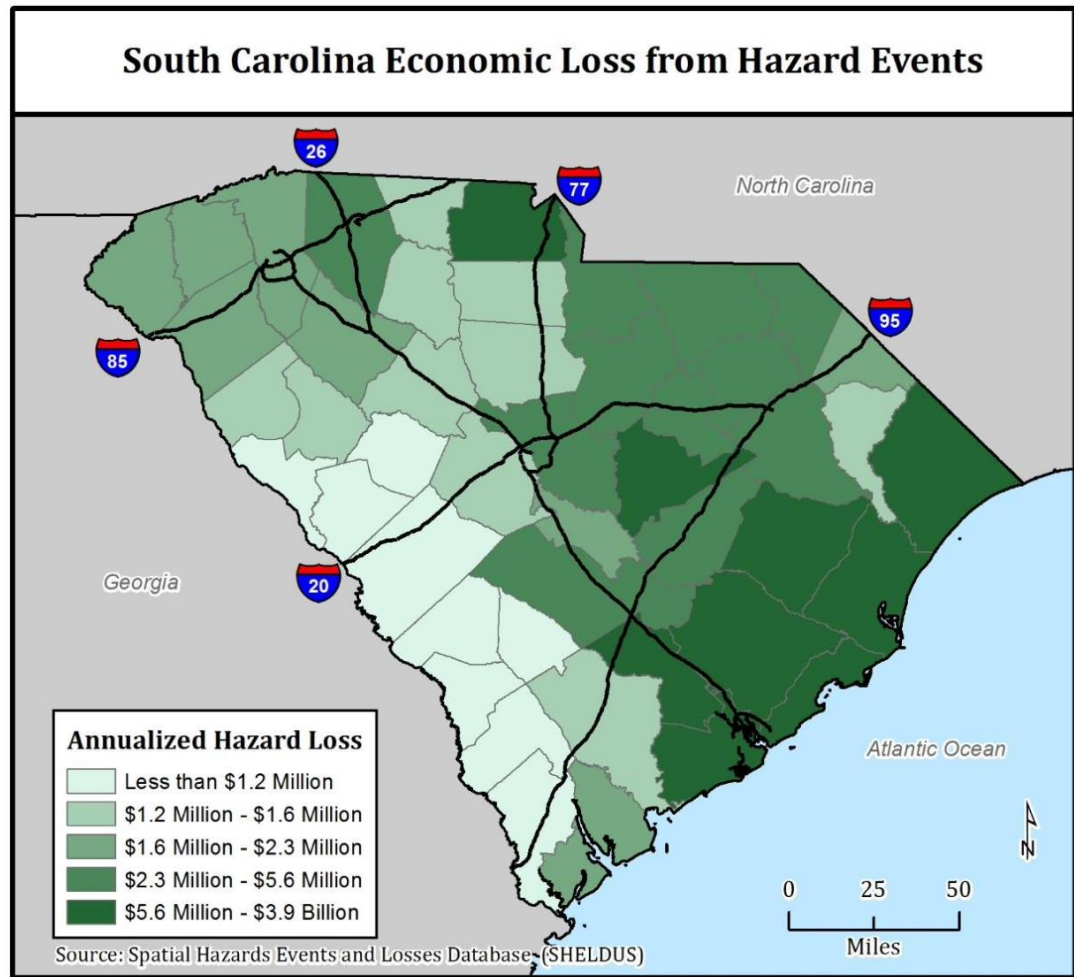 South Carolina Economic Loss from Hazard Events
26
77
North Carolina
95
85
20
Georgia
Atlantic Ocean
Annualized Hazard Loss
Less than $1.2 Million
$1.2 Million - $1.6 Million
$1.6 Million - $2.3 Million
$2.3 Million - $5.6 Million
$5.6 Million - $3.9 Billion
N
0 25 50
Miles
Source: Spatial Hazards Events and Losses Database (SHELDUS)